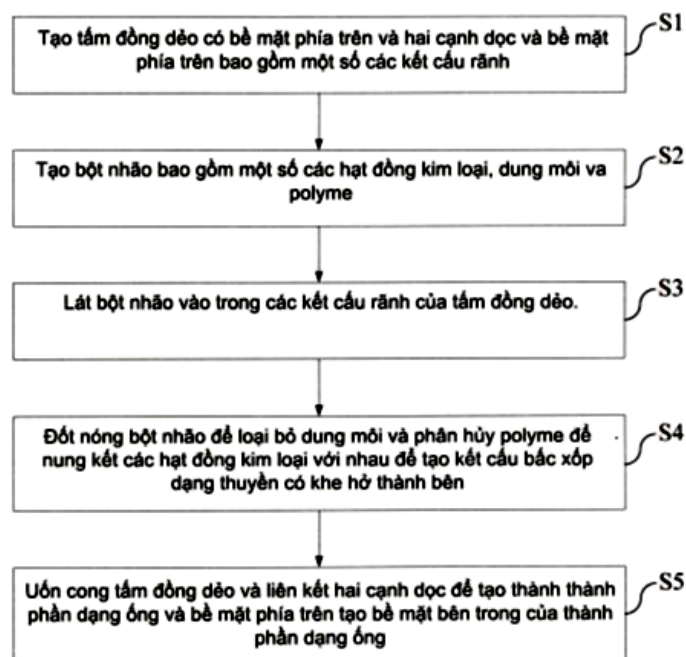 Tạo tấm đồng dẻo có bề mặt phía trên và hai cạnh dọc và bề mặt
phía trên bao gồm một số các kết cấu rãnh
S1
Tạo bột nhão bao gồm một số các hạt đồng kim loại, dung môi va
polyme
S2
Lát bột nhão vào trong các kết cấu rãnh của tấm đồng dẻo.
S3
Đốt nóng bột nhão để loại bỏ dung môi và phân hủy polyme để
nung kết các hạt đồng kim loại với nhau để tạo kết cấu bấc xốp
dạng thuyền có khe hở thành bên
S4
Uốn cong tấm đồng dẻo và liên kết hai cạnh dọc để tạo thành thành
phần dạng ống và bề mặt phía trên tạo bề mặt bên trong của thành
phần dạng ống
S5